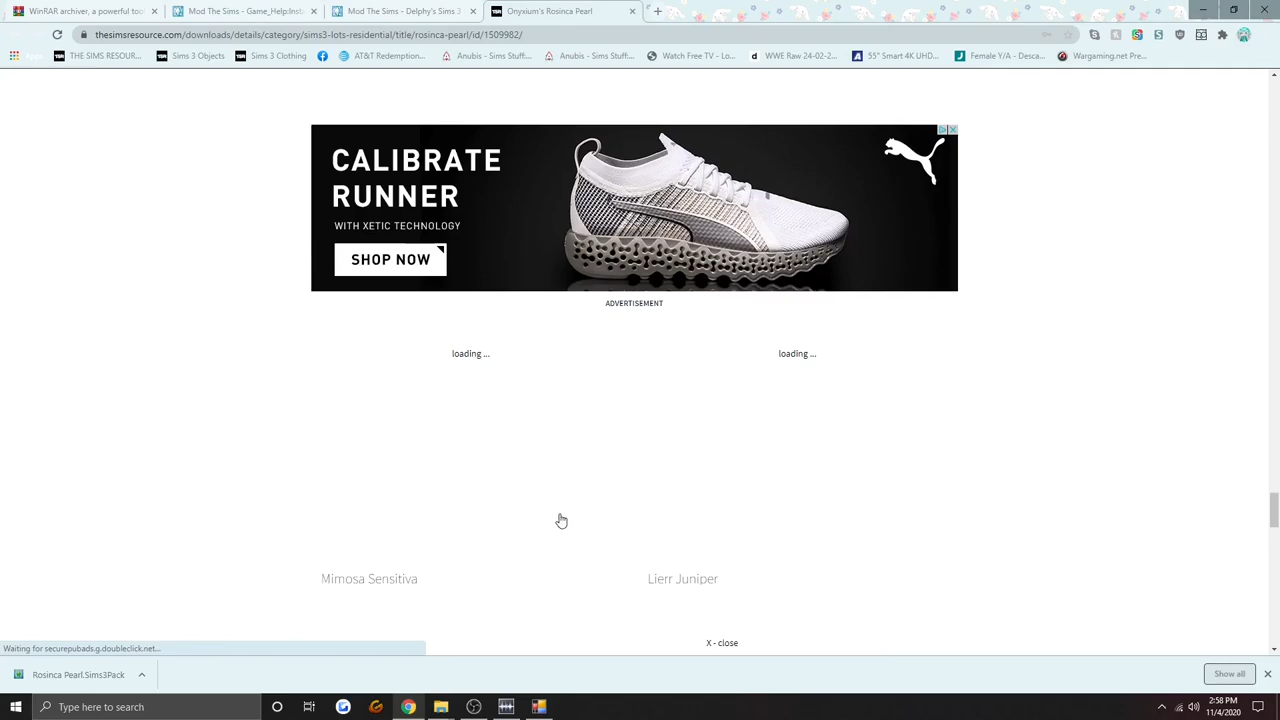 WinRAR archiver, a powerful too
Mod The Sims - Game_Help:Inst
Mod The Sims - Delphy's Sims 3
Onyxium's Rosinca Pearl
thesimsresource.com/downloads/details/category/sims3-lots-residential/title/rosinca-pearl/id/1509982/
Apps
THE SIMS RESOUR...
Sims 3 Objects
Sims 3 Clothing
AT&T Redemption...
Anubis - Sims Stuff:...
Anubis - Sims Stuff:...
Watch Free TV - Lo...
WWE Raw 24-02-2...
55" Smart 4K UHD...
Female Y/A – Desca...
Wargaming.net Pre...
CALIBRATE
RUNNER
WITH XETIC TECHNOLOGY
SHOP NOW
ADVERTISEMENT
loading ...
loading ...
Mimosa Sensitiva
Lierr Juniper
X - close
Waiting for securepubads.g.doubleclick.net...
Rosinca Pearl.Sims3Pack
Show all
Type here to search
2:58 PM
11/4/2020